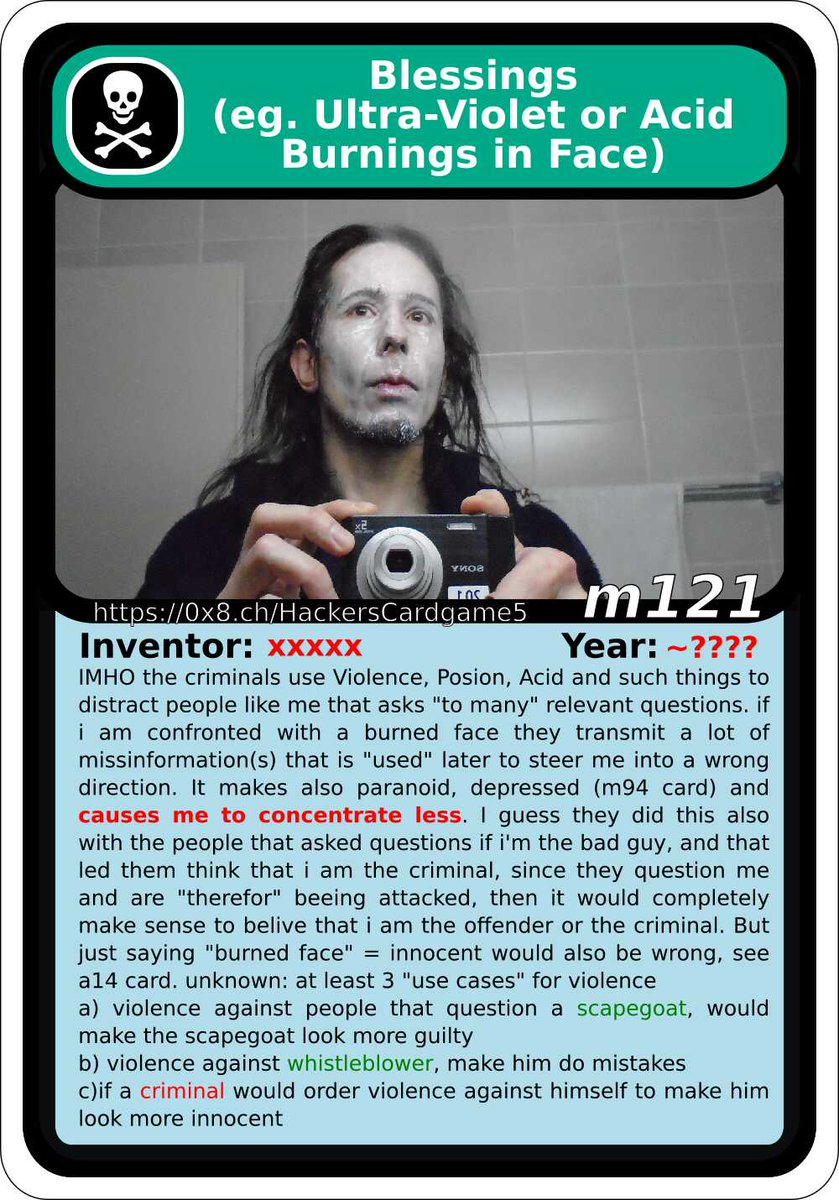 Blessings
(eg. Ultra-Violet or Acid
Burnings in Face)
5x
SONY
20.1
https://0x8.ch/HackersCardgame5
m121
Inventor: xxxxx
Year: ~????
IMHO the criminals use Violence, Posion, Acid and such things to
distract people like me that asks "to many" relevant questions. if
i am confronted with a burned face they transmit a lot of
missinformation(s) that is "used" later to steer me into a wrong
direction. It makes also paranoid, depressed (m94 card) and
causes me to concentrate less. I guess they did this also
with the people that asked questions if i'm the bad guy, and that
led them think that i am the criminal, since they question me
and are "therefor" beeing attacked, then it would completely
make sense to belive that i am the offender or the criminal. But
just saying "burned face" = innocent would also be wrong, see
a14 card. unknown: at least 3 "use cases" for violence
a) violence against people that question a scapegoat, would
make the scapegoat look more guilty
b) violence against whistleblower, make him do mistakes
c)if a criminal would order violence against himself to make him
look more innocent